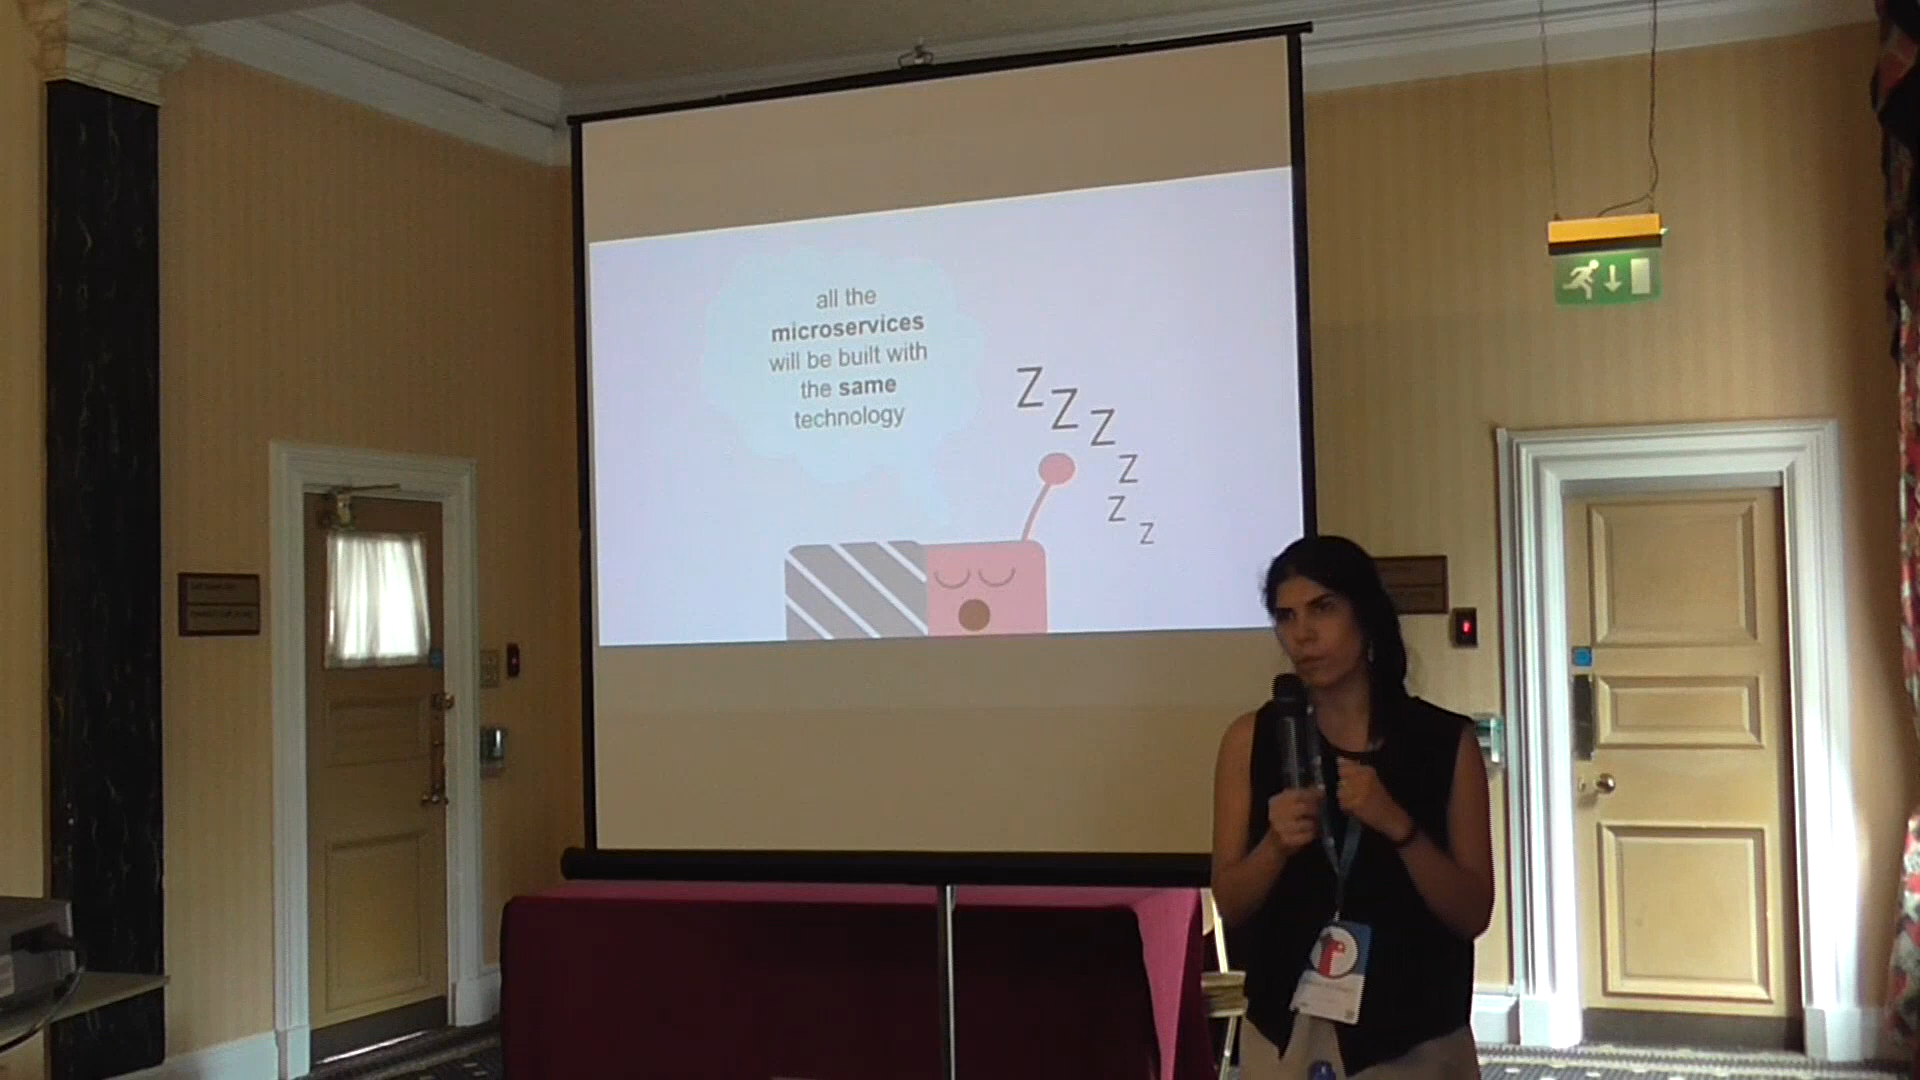 all the
microservices
will be built with
the same
technology
Z
Z
Z
Z
Z
Z